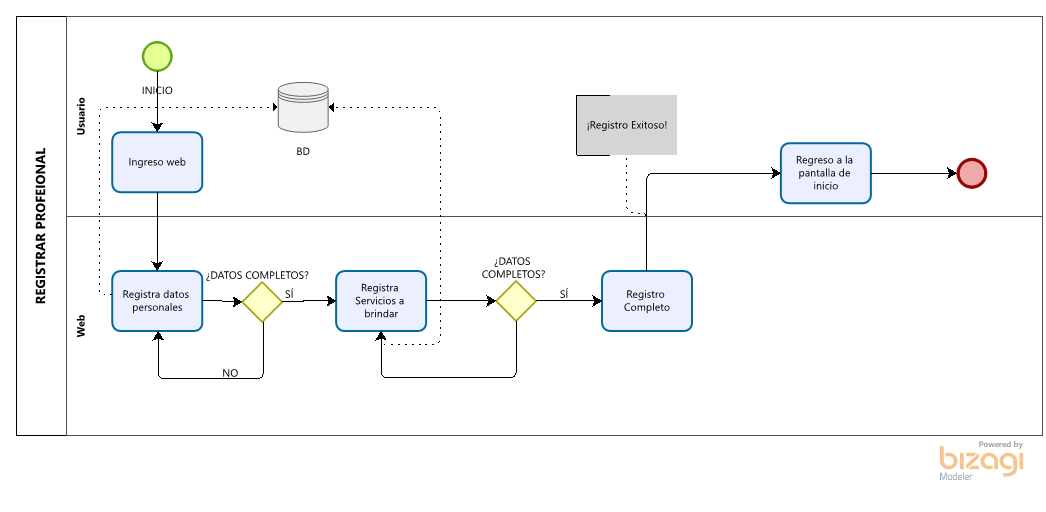 REGISTRAR PROFEIONAL
Usuario
INICIO
Ingreso web
BD
¡Registro Exitoso!
Regreso a la
pantalla de
inicio
Web
Registra datos
personales
¿DATOS COMPLETOS?
SÍ
NO
Registra
Servicios a
brindar
¿DATOS
COMPLETOS?
SÍ
Registro
Completo
Powered by
bizagi
Modeler